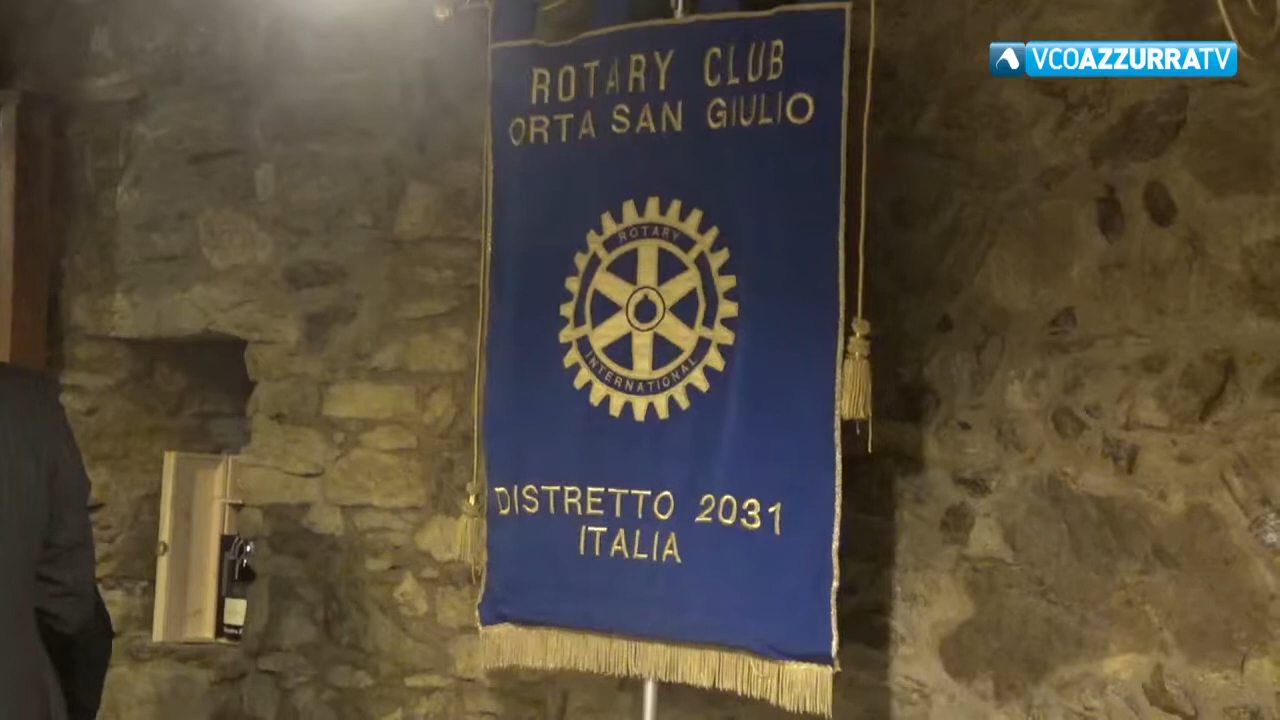 VCOAZZURRATV
ROTARY CLUB
ORTA SAN GIULIO
ROTARY
INTERNATIONAL
DISTRETTO 2031
ITALIA